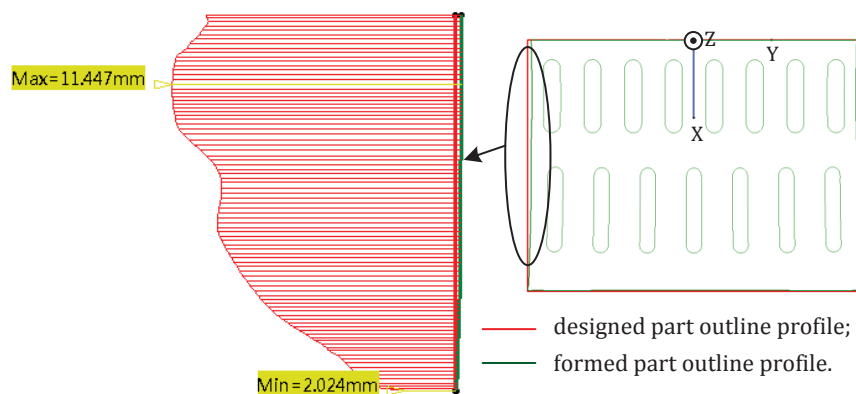 Max=11.447mm
Min=2.024mm
Z
Y
X
designed part outline profile;
formed part outline profile.